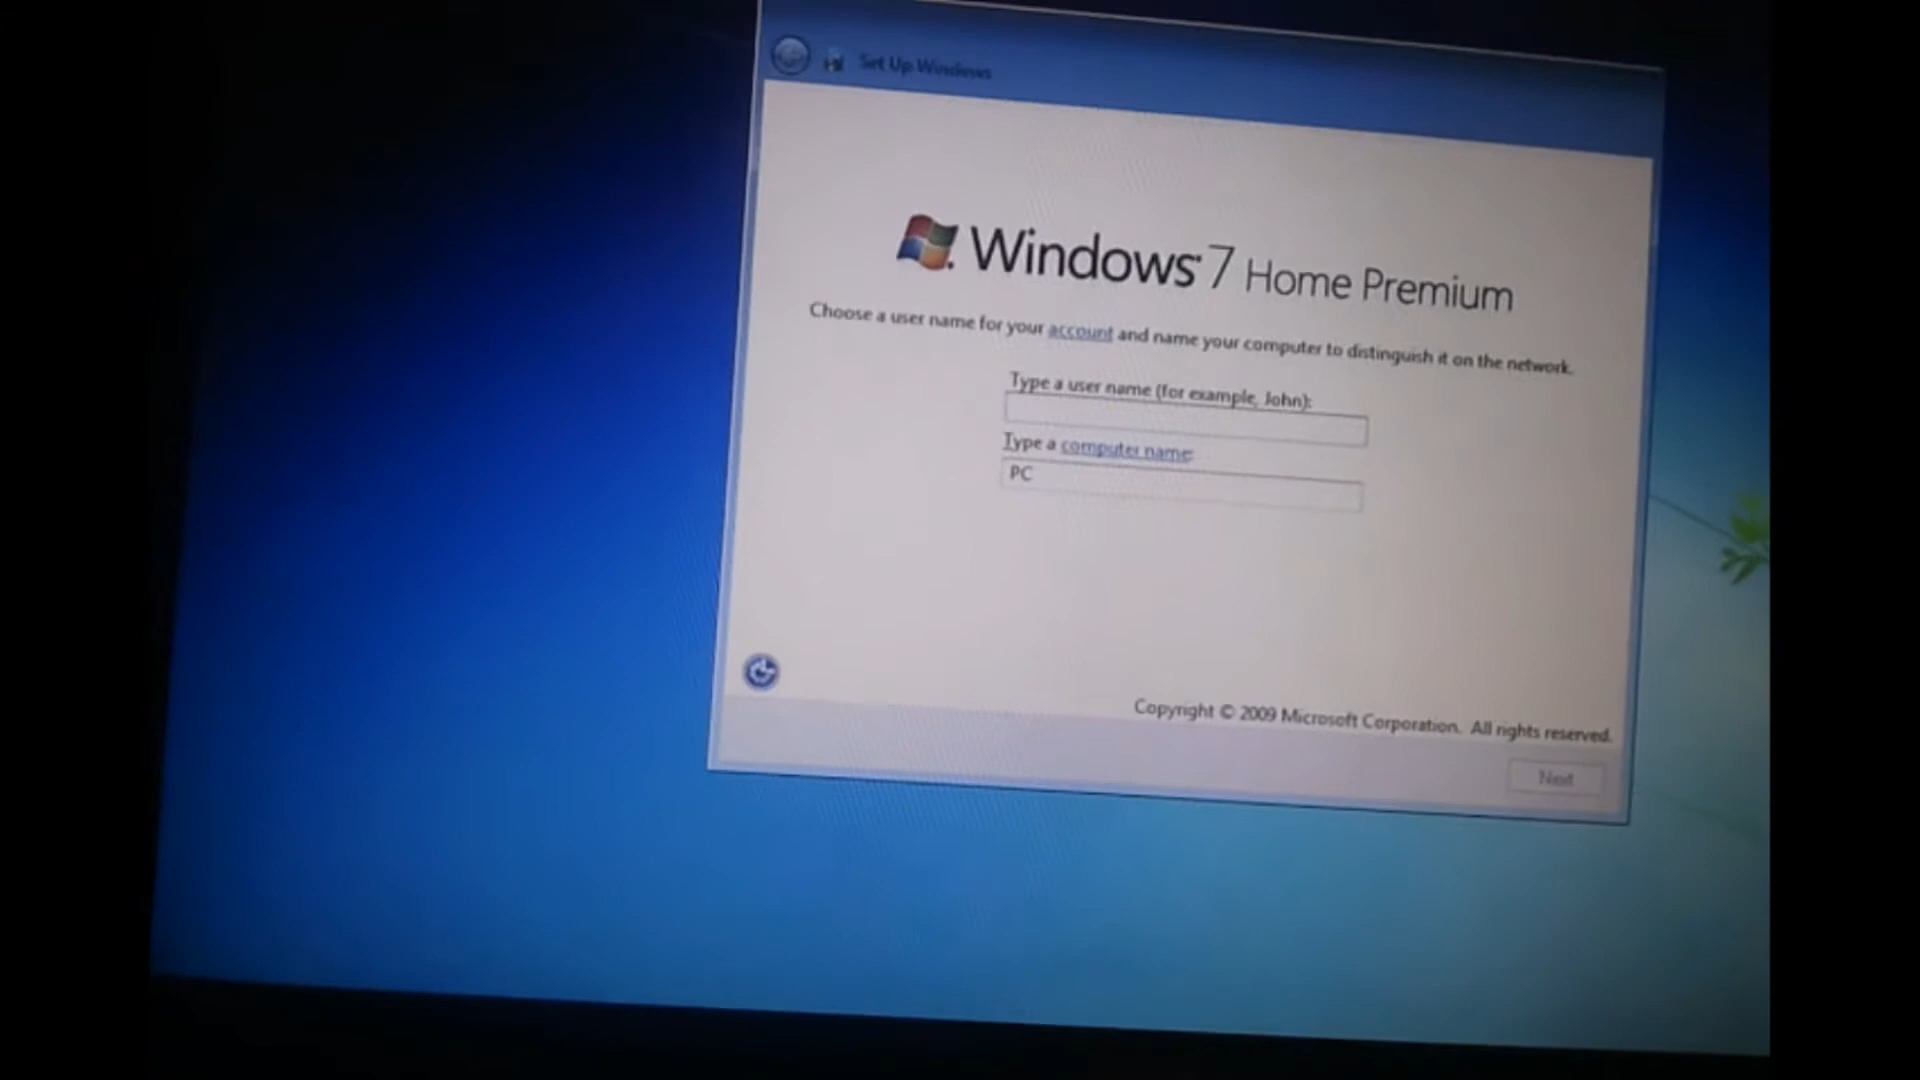 Set Up Windows
Windows 7 Home Premium
Choose a user name for your account and name your computer to distinguish it on the network.
Type a user name (for example, John):
Type a computer name:
PC
Copyright © 2009 Microsoft Corporation. All rights reserved.
Next